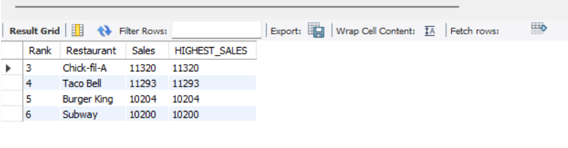 Result Grid Filter Rows: Export: Wrap Cell Content: Fetch rows:
Rank Restaurant Sales HIGHEST_SALES
3 Chick-fil-A 11320 11320
4 Taco Bell 11293 11293
5 Burger King 10204 10204
6 Subway 10200 10200